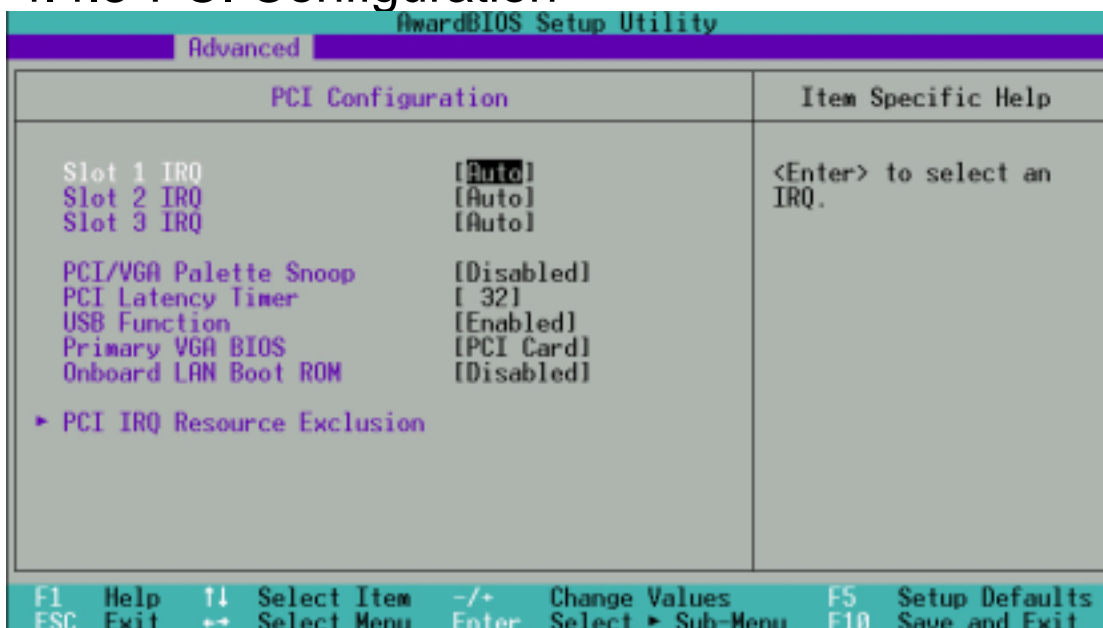 PCI Configuration
AwardBIOS Setup Utility
Advanced
PCI Configuration
Item Specific Help
Slot 1 IRQ [Auto]
Slot 2 IRQ [Auto]
Slot 3 IRQ [Auto]
PCI/VGA Palette Snoop [Disabled]
PCI Latency Timer [ 32]
USB Function [Enabled]
Primary VGA BIOS [PCI Card]
Onboard LAN Boot ROM [Disabled]
► PCI IRQ Resource Exclusion
<Enter> to select an
IRQ.
F1 Help ↑↓ Select Item -/+ Change Values F5 Setup Defaults
ESC Exit ←→ Select Menu Enter Select ► Sub-Menu F10 Save and Exit